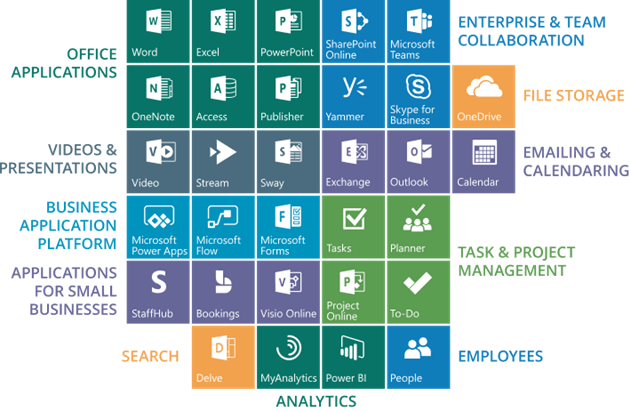 OFFICE
APPLICATIONS
Word
Excel
PowerPoint
SharePoint
Online
Microsoft
Teams
ENTERPRISE & TEAM
COLLABORATION
OneNote
Access
Publisher
Yammer
Skype for
Business
OneDrive
FILE STORAGE
VIDEOS &
PRESENTATIONS
Video
Stream
Sway
Exchange
Outlook
Calendar
EMAILING &
CALENDARING
BUSINESS
APPLICATION
PLATFORM
Microsoft
Power Apps
Microsoft
Flow
Microsoft
Forms
Tasks
Planner
TASK & PROJECT
MANAGEMENT
APPLICATIONS
FOR SMALL
BUSINESSES
StaffHub
Bookings
Visio Online
Project
Online
To-Do
SEARCH
Delve
MyAnalytics
Power BI
People
EMPLOYEES
ANALYTICS